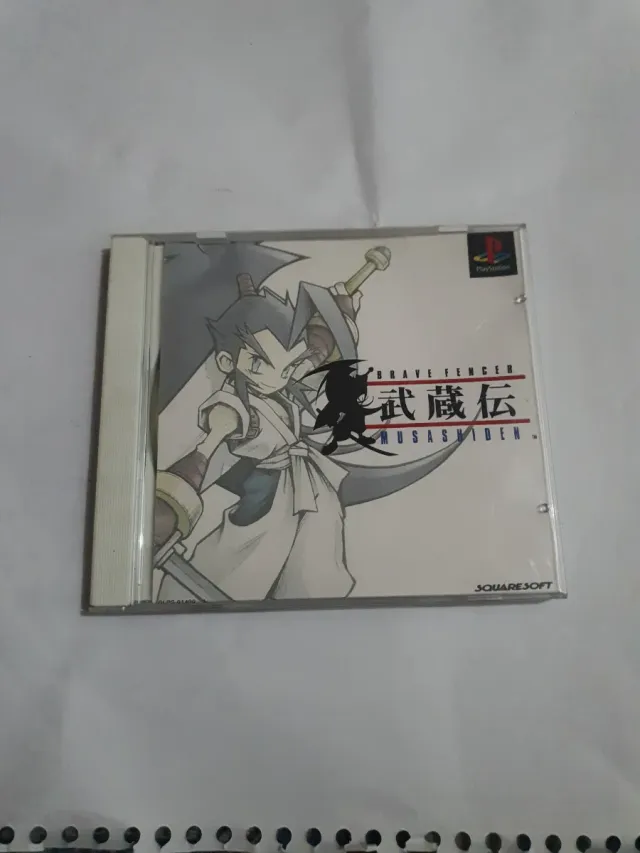 PlayStation
BRAVE FENCER
武蔵伝
MUSASHIDEN
SQUARESOFT